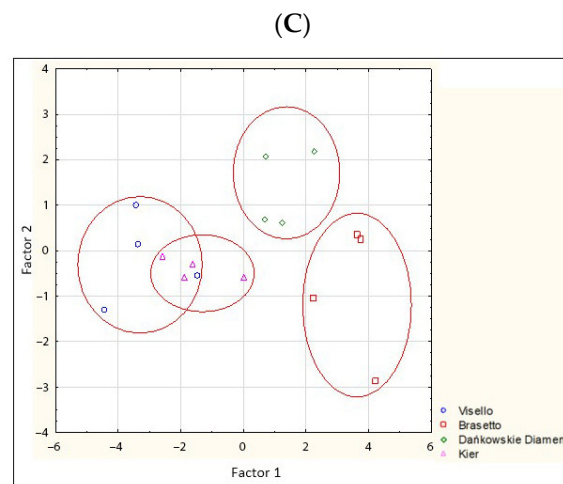 (C)
4
3
2
1
0
−1
−2
−3
−4
Factor 2
−6 −4 −2 0 2 4 6
Factor 1
Visello
Brasetto
Dańkowskie Diamen
Kier